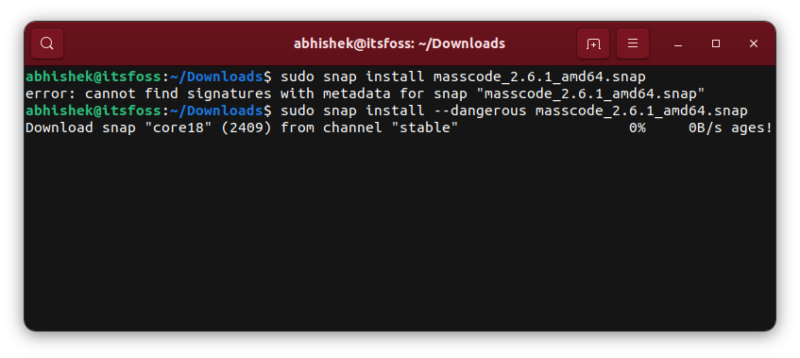 abhishek@itsfoss: ~/Downloads
abhishek@itsfoss:~/Downloads$ sudo snap install masscode_2.6.1_amd64.snap
error: cannot find signatures with metadata for snap "masscode_2.6.1_amd64.snap"
abhishek@itsfoss:~/Downloads$ sudo snap install --dangerous masscode_2.6.1_amd64.snap
Download snap "core18" (2409) from channel "stable" 0% 0B/s ages!